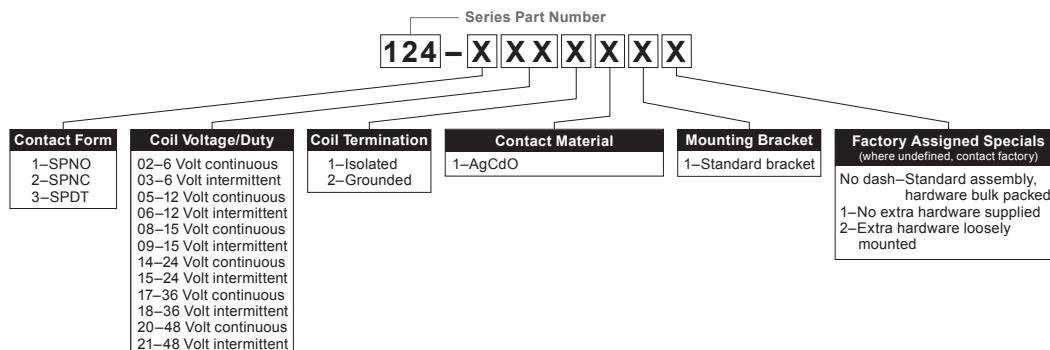 Series Part Number
124 – X X X X X X X
Contact Form
1–SPNO
2–SPNC
3–SPDT
Coil Voltage/Duty
02–6 Volt continuous
03–6 Volt intermittent
05–12 Volt continuous
06–12 Volt intermittent
08–15 Volt continuous
09–15 Volt intermittent
14–24 Volt continuous
15–24 Volt intermittent
17–36 Volt continuous
18–36 Volt intermittent
20–48 Volt continuous
21–48 Volt intermittent
Coil Termination
1–Isolated
2–Grounded
Contact Material
1–AgCdO
Mounting Bracket
1–Standard bracket
Factory Assigned Specials
(where undefined, contact factory)
No dash–Standard assembly,
hardware bulk packed
1–No extra hardware supplied
2–Extra hardware loosely
mounted